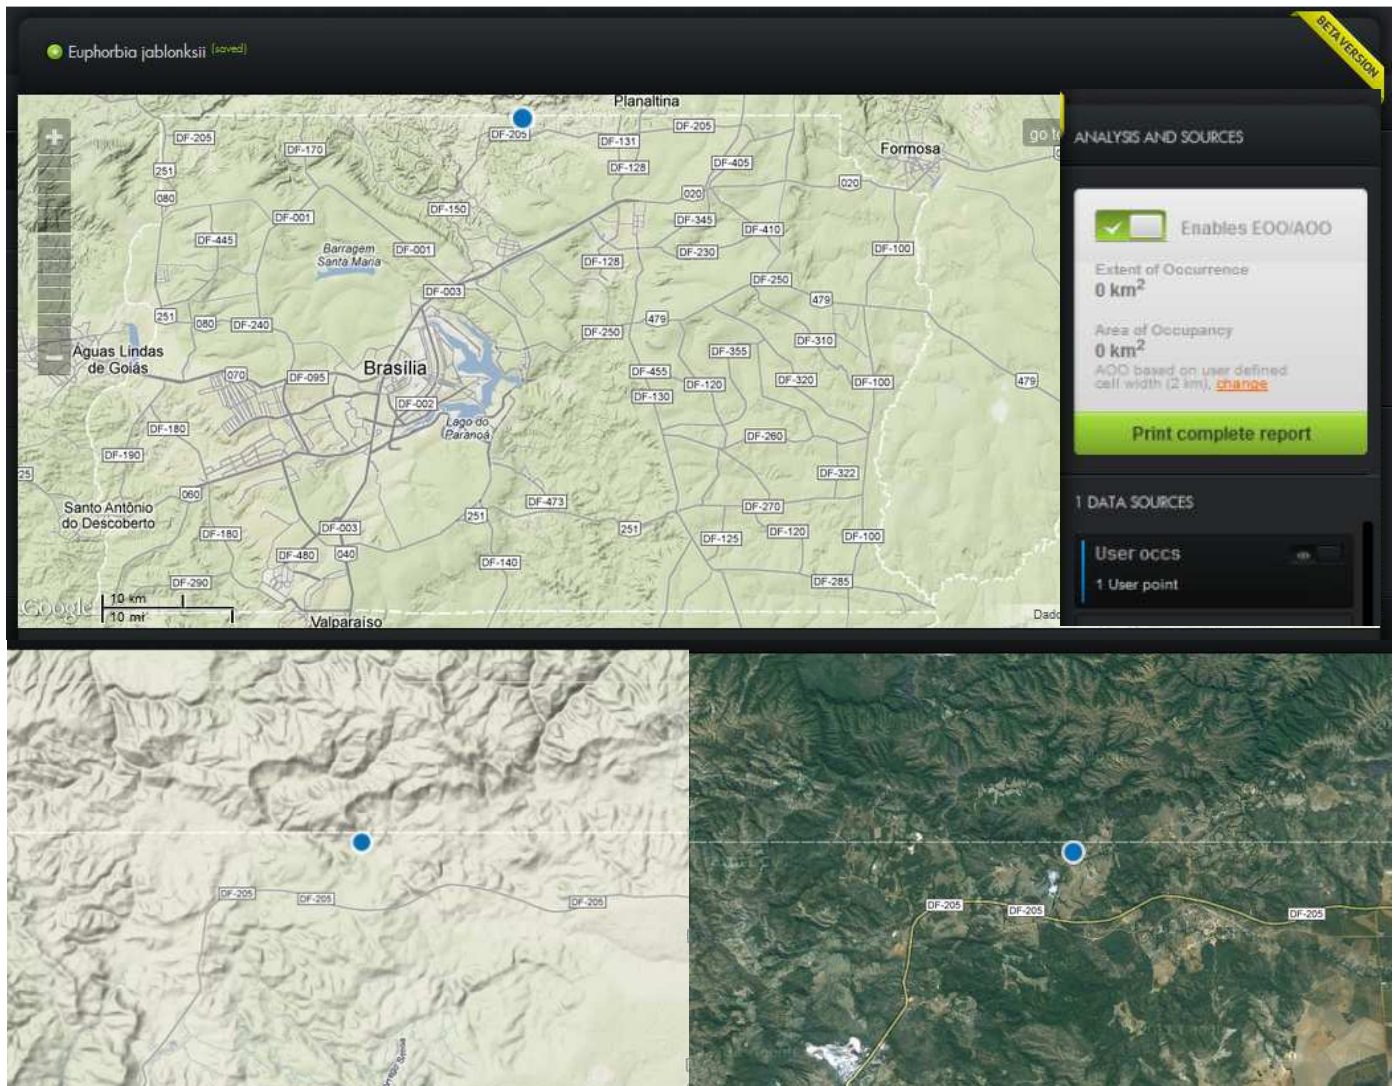 Euphorbia jablonksii (saved)
BETA VERSION
Planaltina
DF-205
DF-205
DF-205
DF-131
go to
ANALYSIS AND SOURCES
DF-170
Formosa
251
DF-128
DF-405
020
080
020
Enables EOO/AOO
DF-150
DF-001
DF-345
DF-410
DF-445
Barragem
Santa Maria
DF-001
DF-230
DF-100
DF-128
Extent of Occurrence
0 km2
DF-250
DF-003
479
251
080
DF-240
479
DF-250
Area of Occupancy
0 km2
AOO based on user defined
cell width (2 km), change
DF-310
DF-355
Águas Lindas
de Goiás
Brasília
070
DF-095
DF-455
DF-120
DF-320
DF-100
479
DF-130
DF-002
Lago do
Paranoá
DF-180
DF-260
Print complete report
DF-190
25
DF-322
060
1 DATA SOURCES
Santo Antônio
do Descoberto
DF-473
DF-270
251
DF-003
251
DF-180
DF-125
DF-120
DF-100
User occs
DF-480
040
DF-140
1 User point
DF-290
DF-285
Google
10 km
10 mi
Valparaíso
Dado
DF-205
DF-205
DF-205
DF-205
DF-205
DF-205